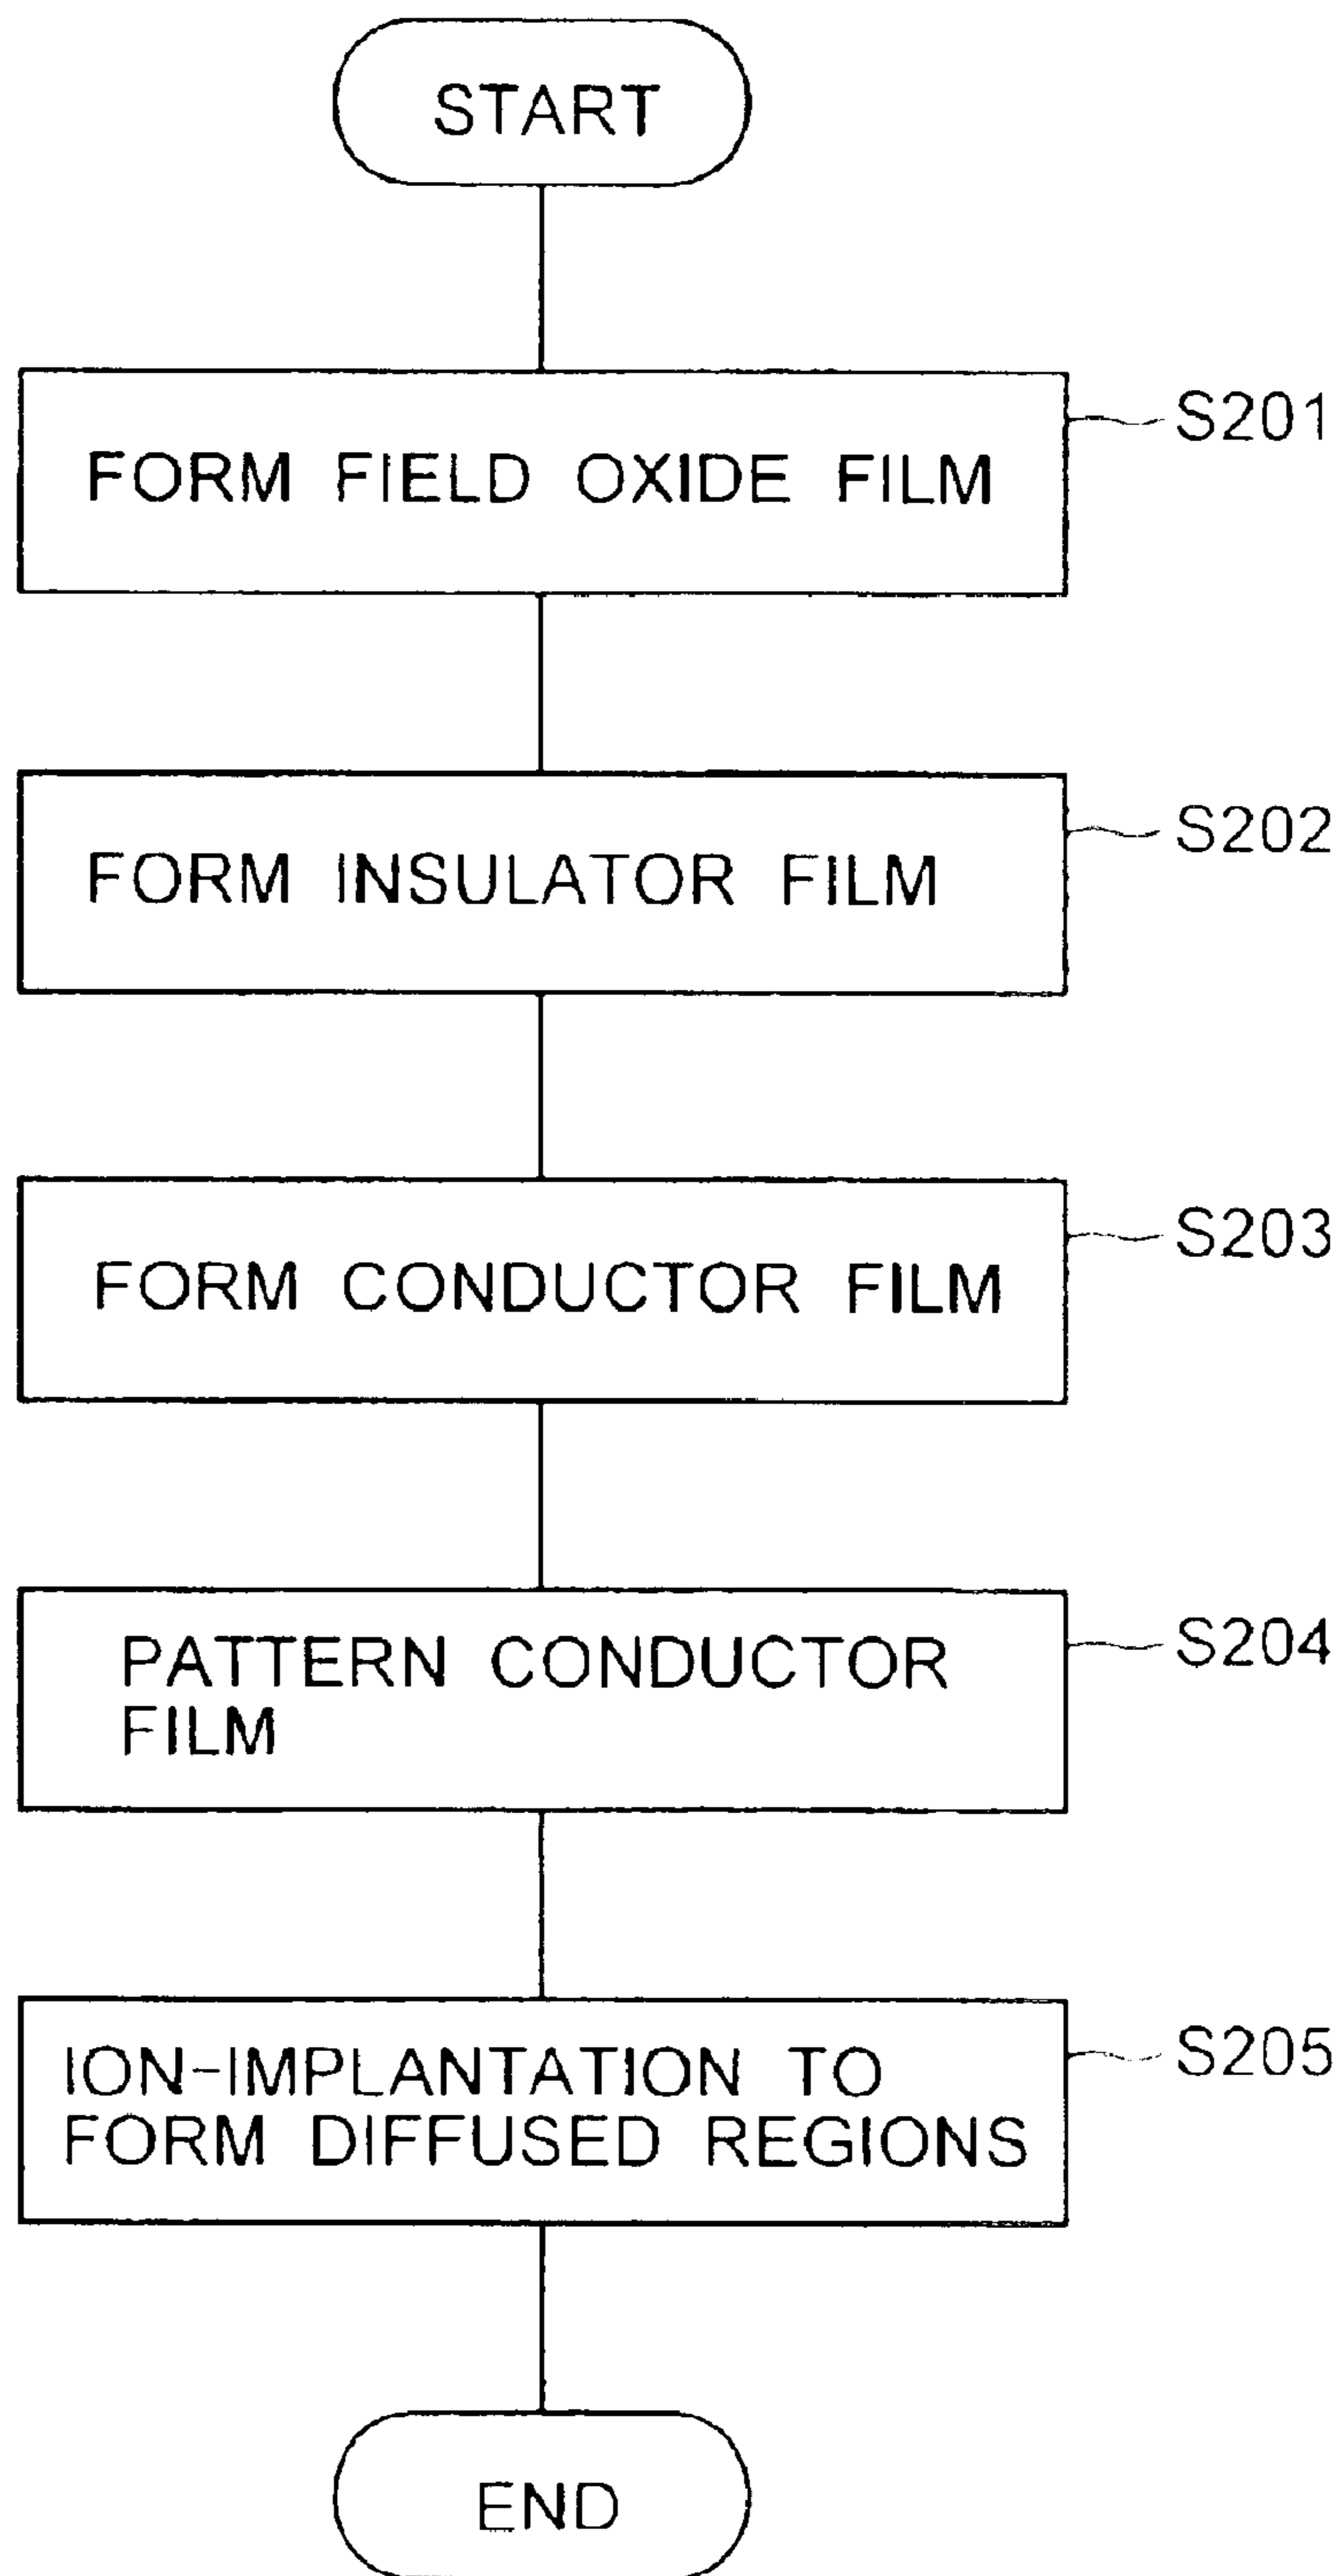 START
FORM FIELD OXIDE FILM
S201
FORM INSULATOR FILM
S202
FORM CONDUCTOR FILM
S203
PATTERN CONDUCTOR
FILM
S204
ION-IMPLANTATION TO
FORM DIFFUSED REGIONS
S205
END